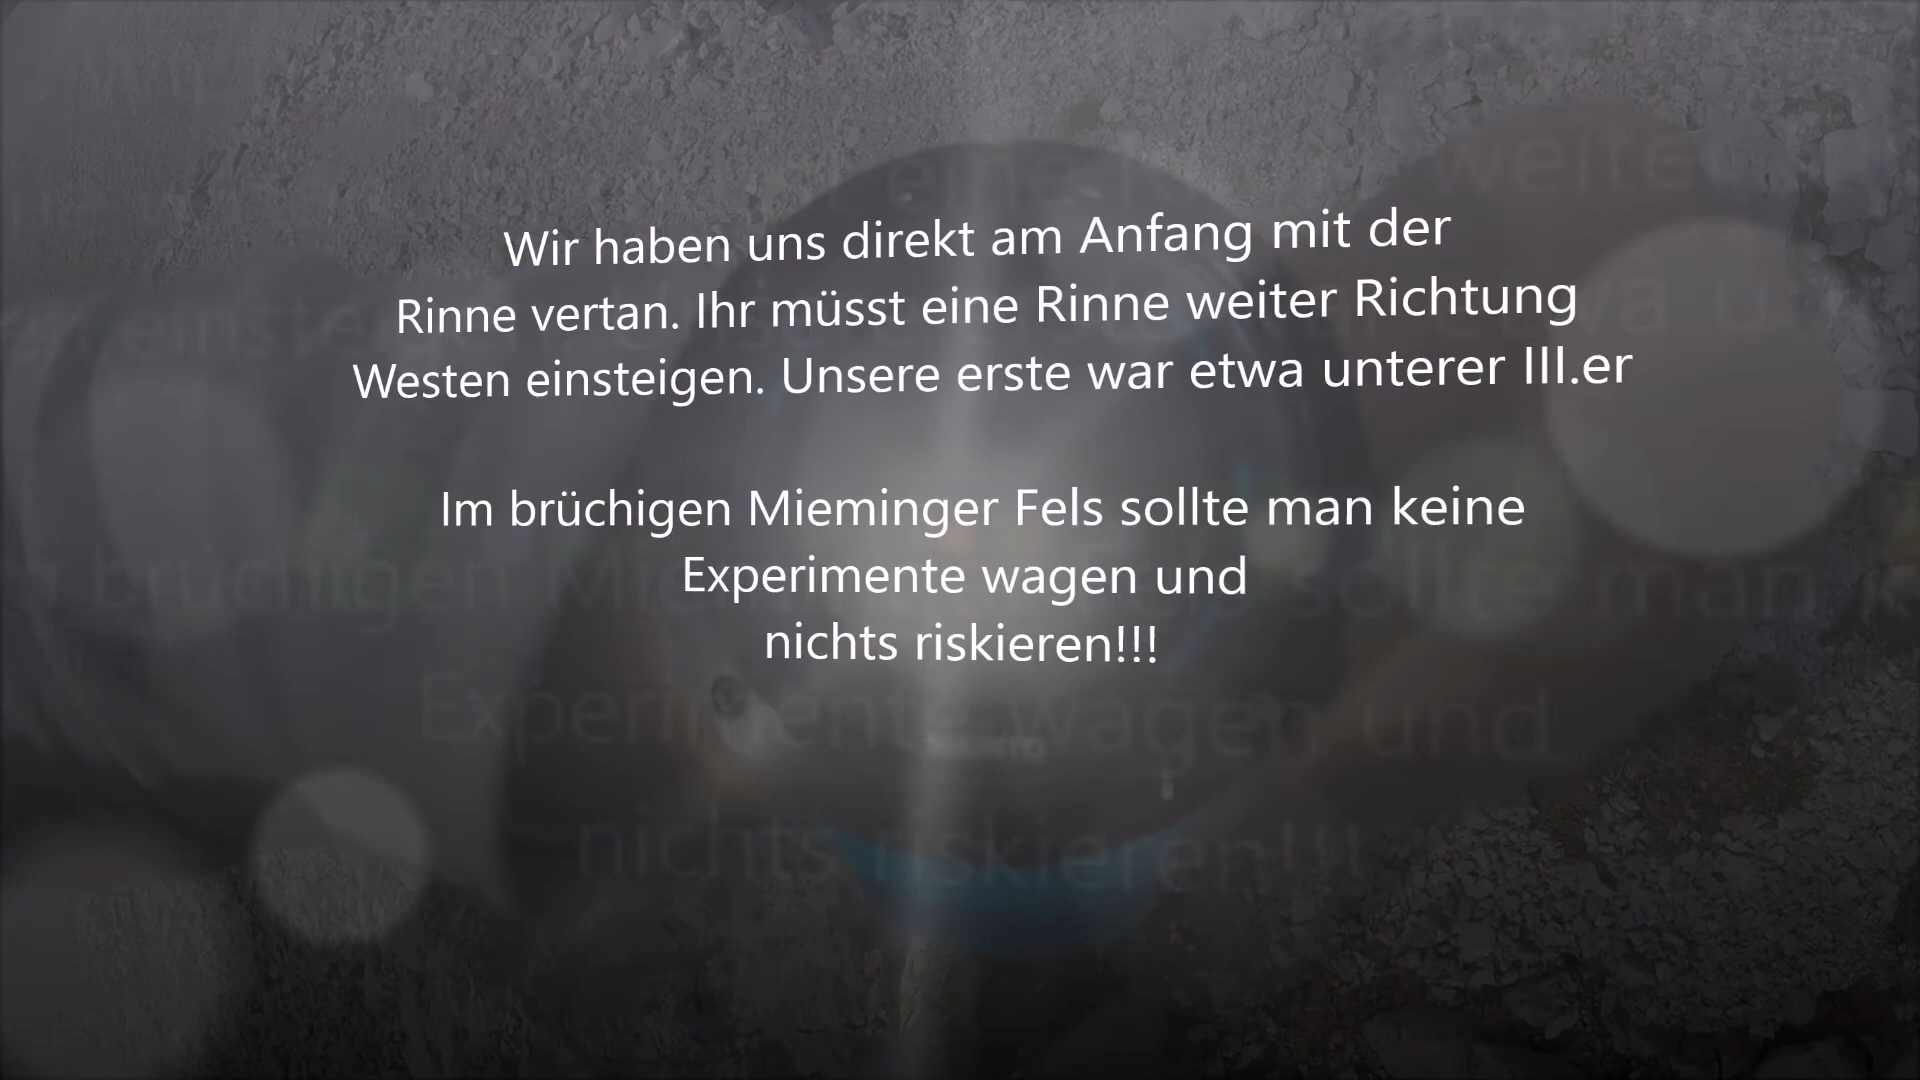 Wir haben uns direkt am Anfang mit der
Rinne vertan. Ihr müsst eine Rinne weiter Richtung
Westen einsteigen. Unsere erste war etwa unterer III.er
Im brüchigen Mieminger Fels sollte man keine
Experimente wagen und
nichts riskieren!!!